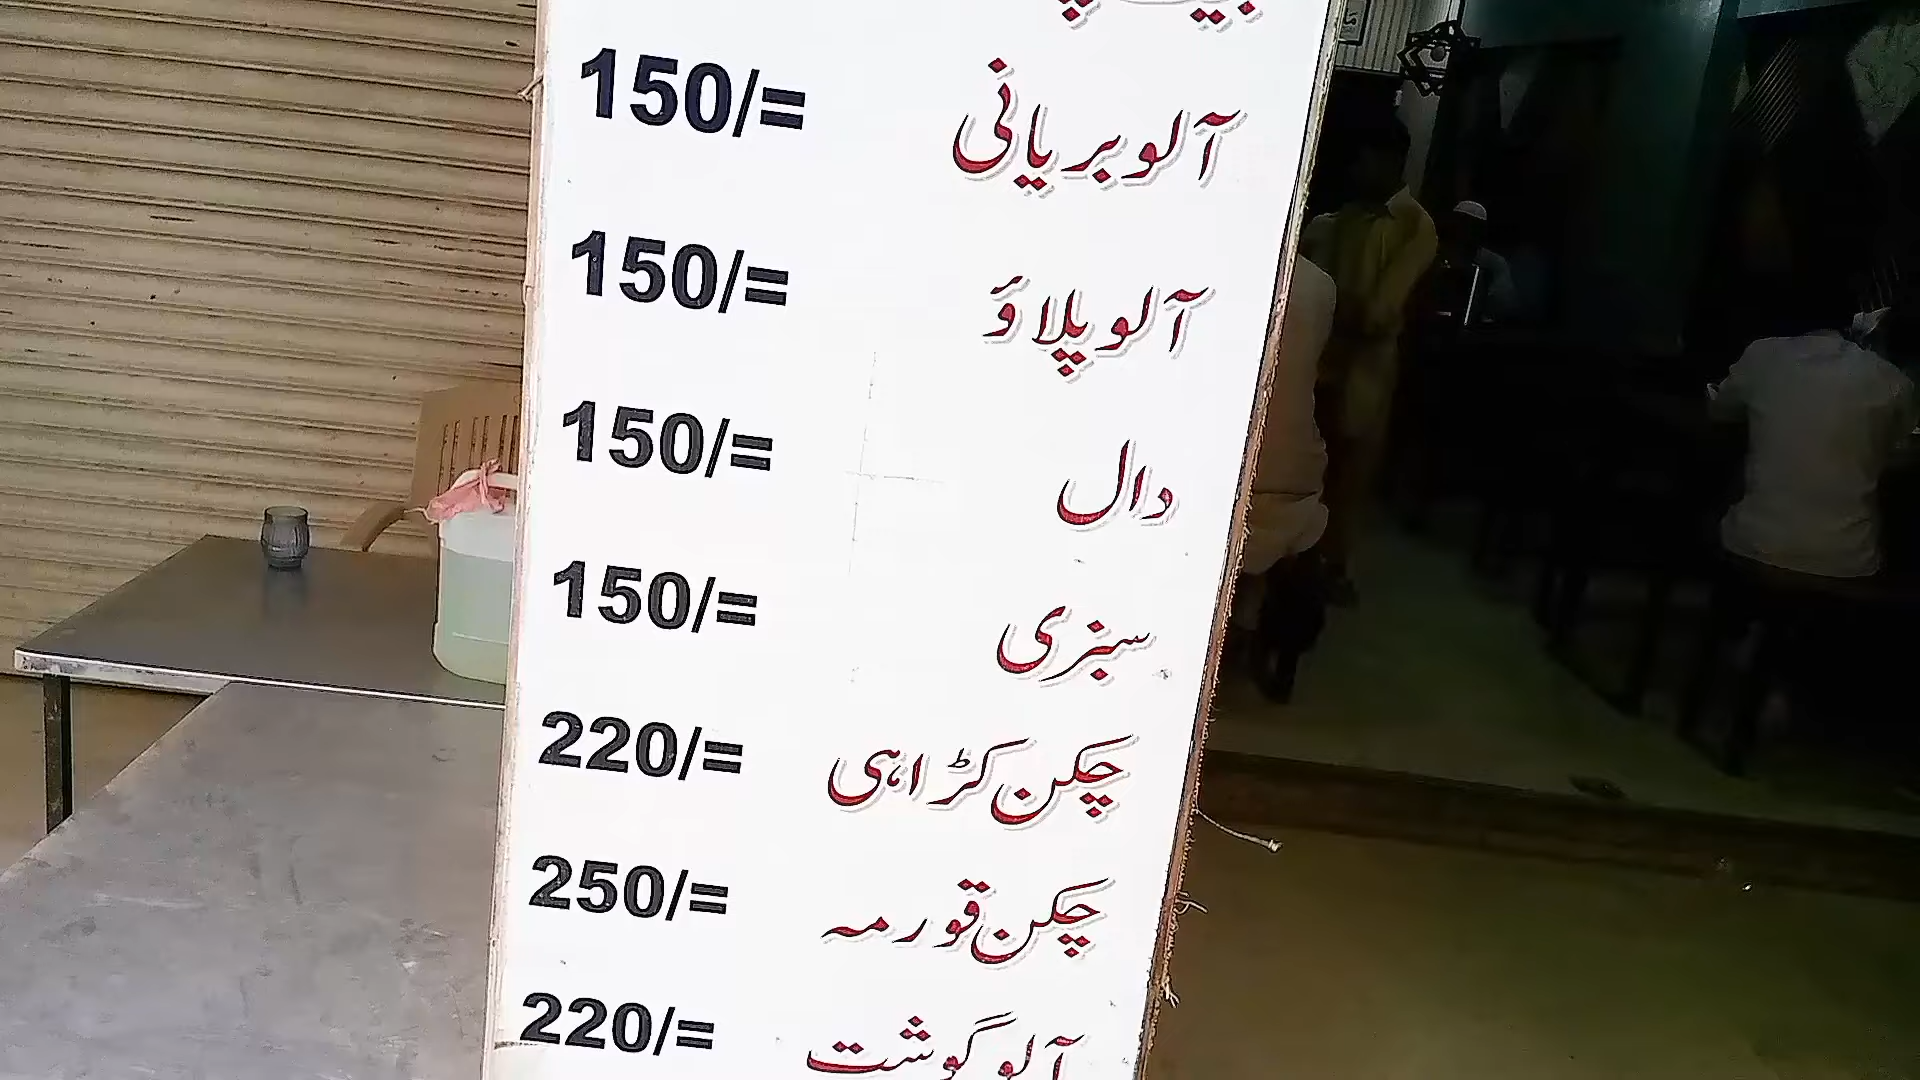 آلو بریانی 150/=
آلو پلاؤ 150/=
دال 150/=
سبزی 150/=
چکن کڑاہی 220/=
چکن قورمہ 250/=
آلو گوشت 220/=